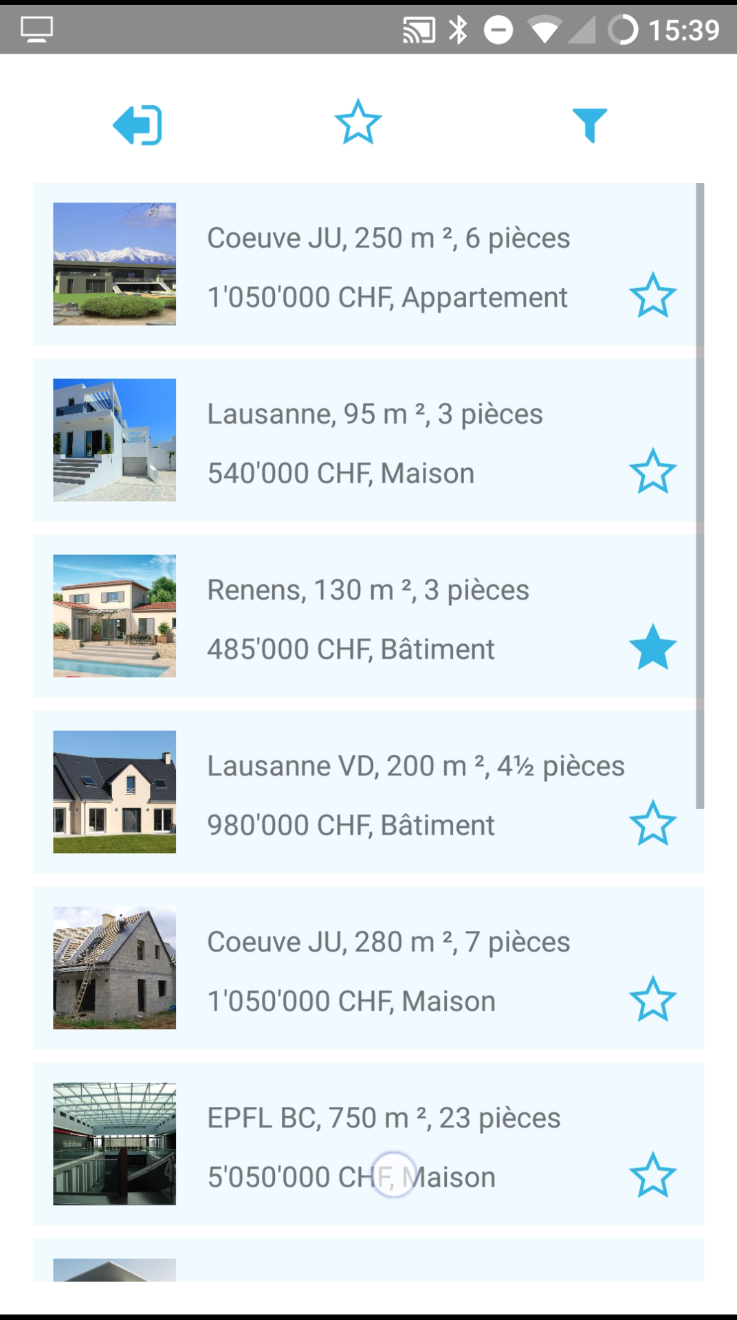 15:39
Coeuve JU, 250 m ², 6 pièces
1'050'000 CHF, Appartement
Lausanne, 95 m ², 3 pièces
540'000 CHF, Maison
Renens, 130 m ², 3 pièces
485'000 CHF, Bâtiment
Lausanne VD, 200 m ², 4½ pièces
980'000 CHF, Bâtiment
Coeuve JU, 280 m ², 7 pièces
1'050'000 CHF, Maison
EPFL BC, 750 m ², 23 pièces
5'050'000 CHF, Maison